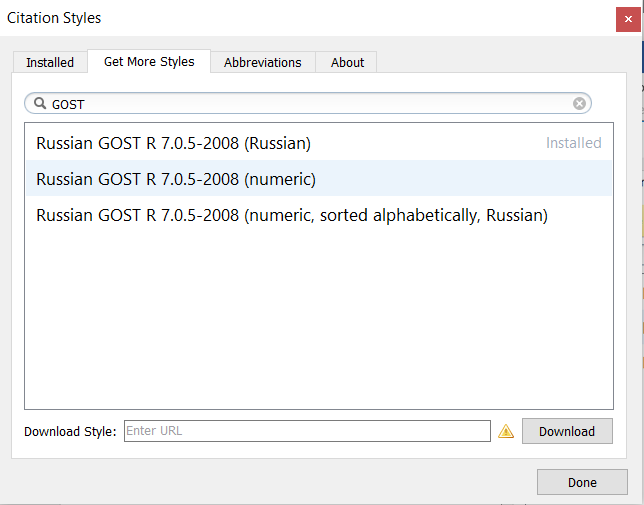 Citation Styles
Installed
Get More Styles
Abbreviations
About
GOST
Russian GOST R 7.0.5-2008 (Russian)
Installed
Russian GOST R 7.0.5-2008 (numeric)
Russian GOST R 7.0.5-2008 (numeric, sorted alphabetically, Russian)
Download Style:
Enter URL
Download
Done